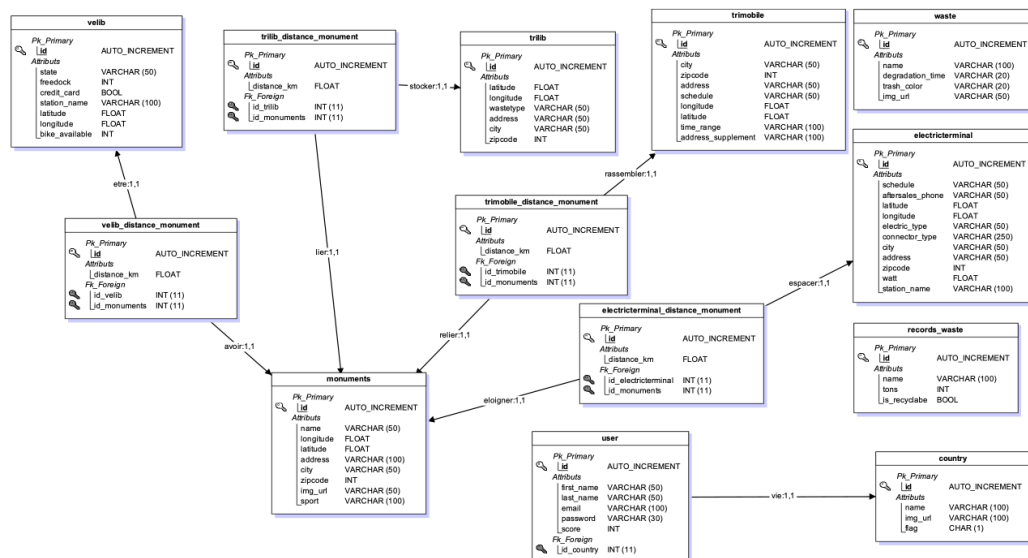 velib
Pk_Primary
id AUTO_INCREMENT
Attributs
state VARCHAR (50)
freedock INT
credit_card BOOL
station_name VARCHAR (100)
latitude FLOAT
longitude FLOAT
bike_available INT
trilib_distance_monument
Pk_Primary
id AUTO_INCREMENT
Attributs
distance_km FLOAT
Fk_Foreign
id_trilib INT (11)
id_monuments INT (11)
stocker:1,1
trilib
Pk_Primary
id AUTO_INCREMENT
Attributs
latitude FLOAT
longitude FLOAT
wastetype VARCHAR (50)
address VARCHAR (50)
city VARCHAR (50)
zipcode INT
trimobile
Pk_Primary
id AUTO_INCREMENT
Attributs
city VARCHAR (50)
zipcode INT
address VARCHAR (50)
schedule VARCHAR (50)
longitude FLOAT
latitude FLOAT
time_range VARCHAR (100)
address_supplement VARCHAR (100)
waste
Pk_Primary
id AUTO_INCREMENT
Attributs
name VARCHAR (100)
degradation_time VARCHAR (20)
trash_color VARCHAR (20)
img_url VARCHAR (50)
electricterminal
Pk_Primary
id AUTO_INCREMENT
Attributs
schedule VARCHAR (50)
aftersales_phone VARCHAR (50)
latitude FLOAT
longitude FLOAT
electric_type VARCHAR (50)
connector_type VARCHAR (250)
city VARCHAR (50)
address VARCHAR (50)
zipcode INT
watt FLOAT
station_name VARCHAR (100)
etre:1,1
rassembler:1,1
velib_distance_monument
Pk_Primary
id AUTO_INCREMENT
Attributs
distance_km FLOAT
Fk_Foreign
id_velib INT (11)
id_monuments INT (11)
lier:1,1
trimobile_distance_monument
Pk_Primary
id AUTO_INCREMENT
Attributs
distance_km FLOAT
Fk_Foreign
id_trimobile INT (11)
id_monuments INT (11)
espacer:1,1
electricterminal_distance_monument
Pk_Primary
id AUTO_INCREMENT
Attributs
distance_km FLOAT
Fk_Foreign
id_electricterminal INT (11)
id_monuments INT (11)
avoir:1,1
relier:1,1
eloigner:1,1
records_waste
Pk_Primary
id AUTO_INCREMENT
Attributs
name VARCHAR (100)
tons INT
is_recyclabe BOOL
monuments
Pk_Primary
id AUTO_INCREMENT
Attributs
name VARCHAR (50)
longitude FLOAT
latitude FLOAT
address VARCHAR (100)
city VARCHAR (50)
zipcode INT
img_url VARCHAR (50)
sport VARCHAR (100)
user
Pk_Primary
id AUTO_INCREMENT
Attributs
first_name VARCHAR (50)
last_name VARCHAR (50)
email VARCHAR (100)
password VARCHAR (30)
score INT
Fk_Foreign
id_country INT (11)
vie:1,1
country
Pk_Primary
id AUTO_INCREMENT
Attributs
name VARCHAR (100)
img_url VARCHAR (100)
flag CHAR (1)